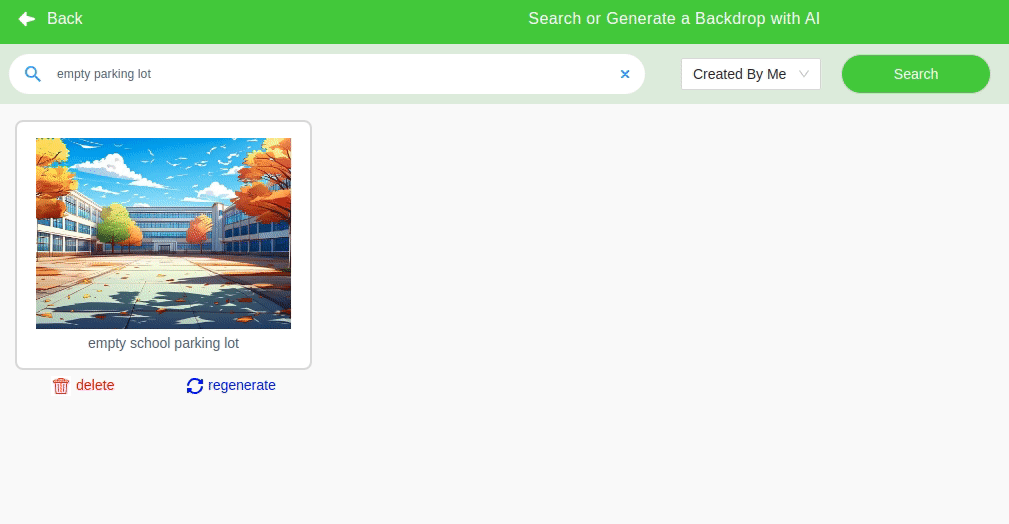 Back
Search or Generate a Backdrop with AI
empty parking lot
Created By Me
Search
empty school parking lot
delete
regenerate